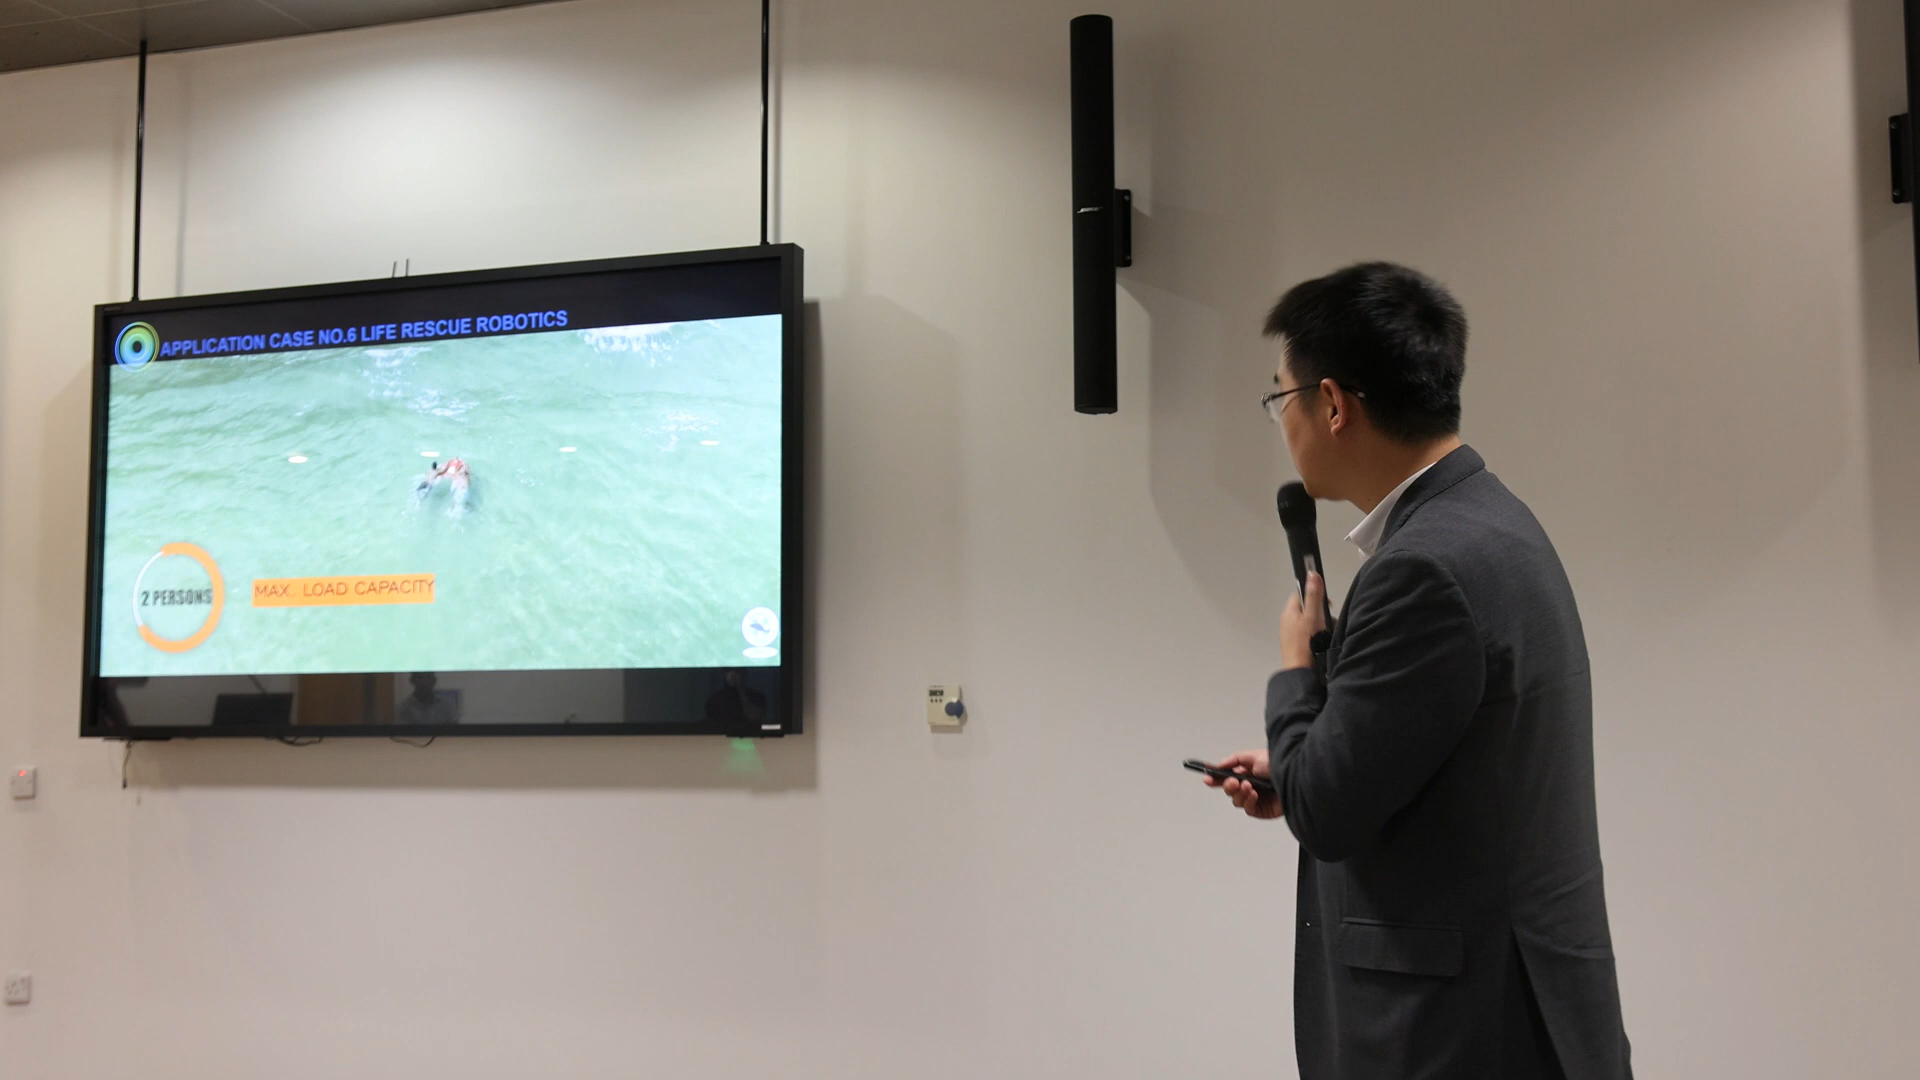 APPLICATION CASE NO.6 LIFE RESCUE ROBOTICS
2 PERSONS
MAX. LOAD CAPACITY